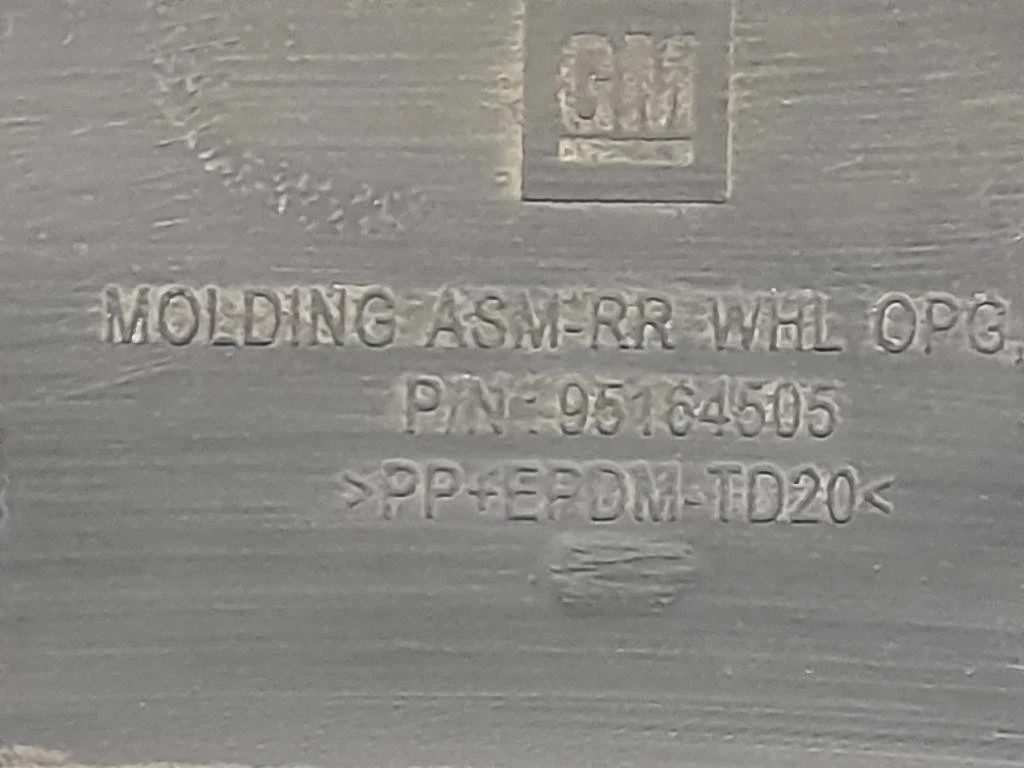 GM
MOLDING ASM-RR WHL OPG,
P/N : 95164505
>PP+EPDM-TD20<